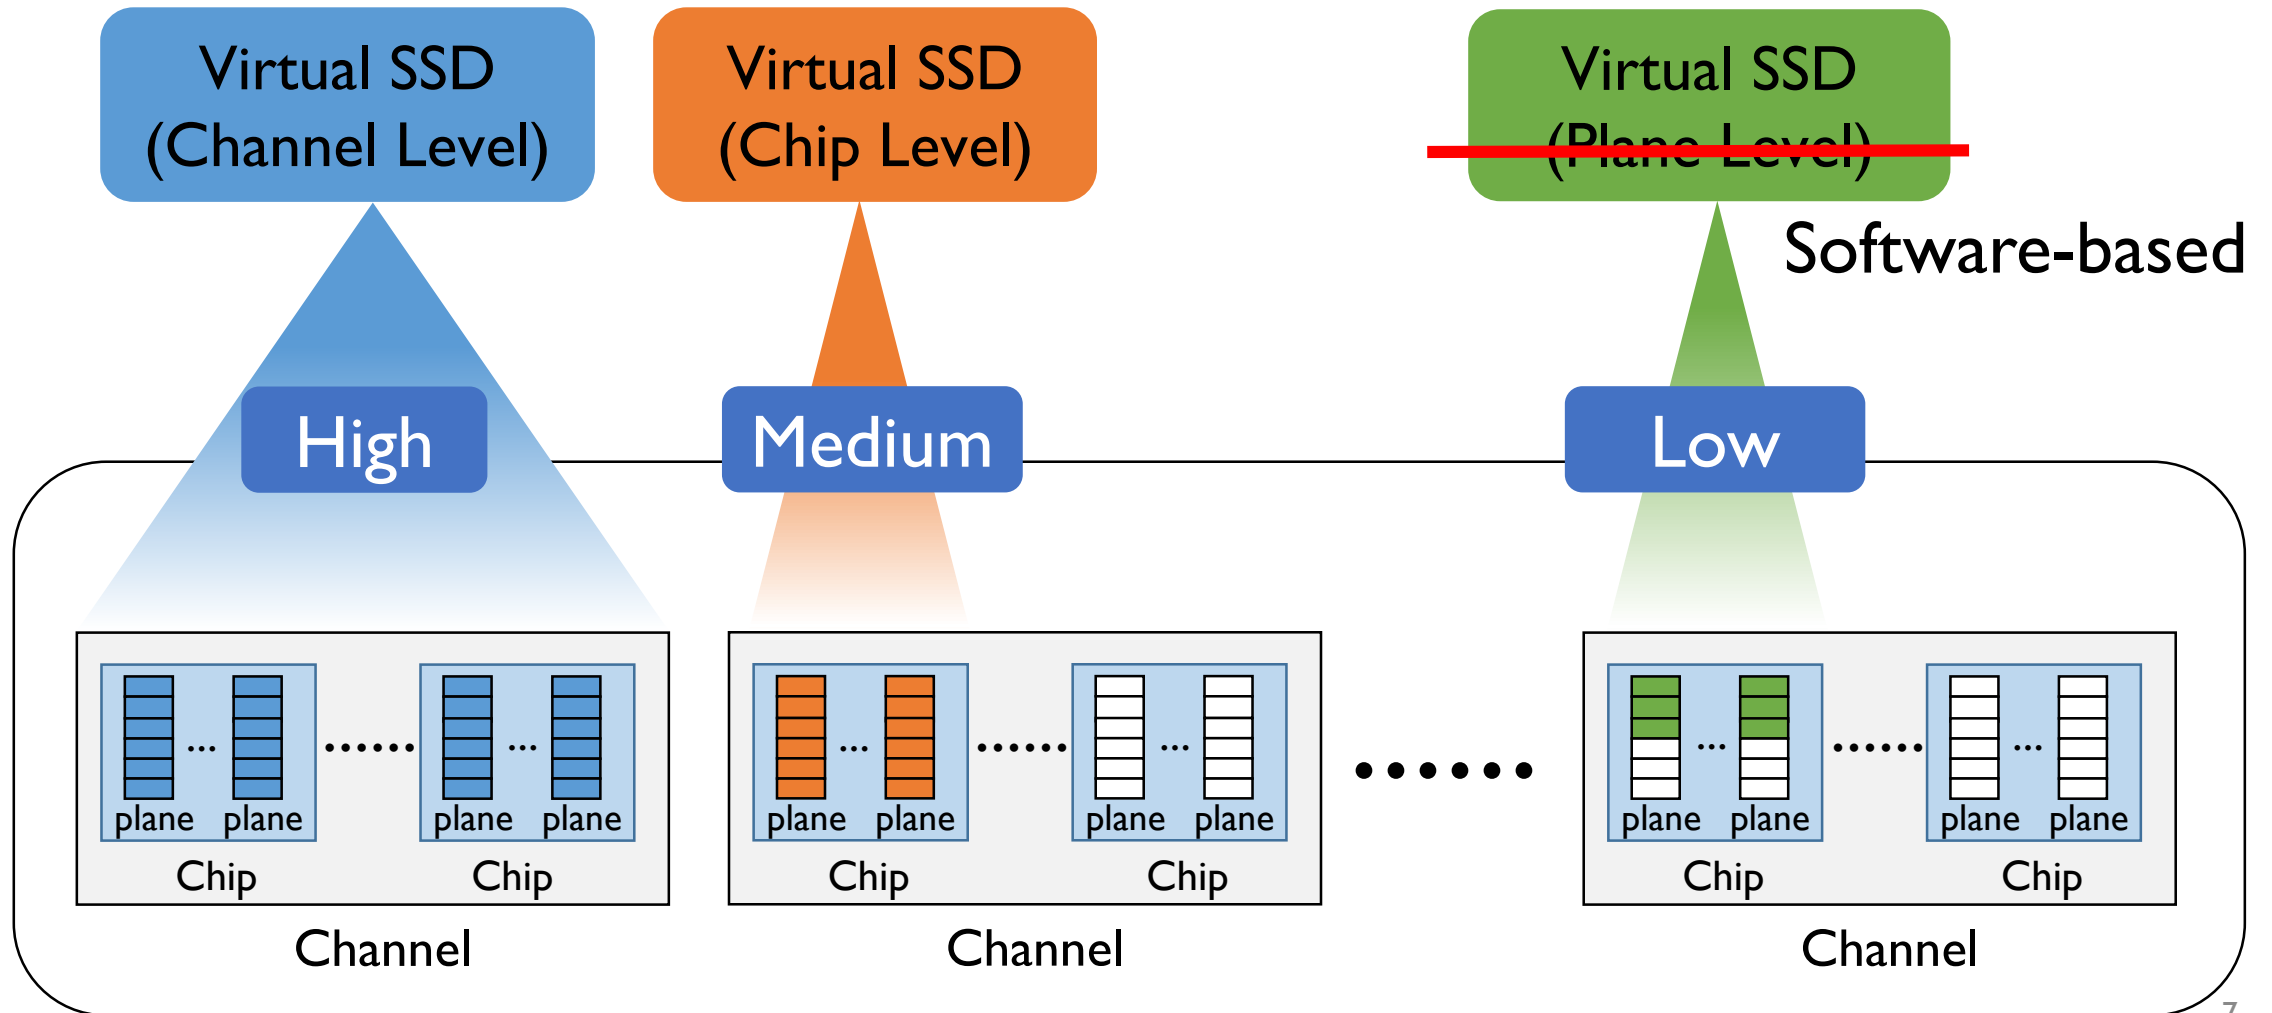 Virtual SSD
(Channel Level)
Virtual SSD
(Chip Level)
Virtual SSD
(Plane Level)
Software-based
High
Medium
Low
... ...... ...
... ...... ...
......
... ...... ...
plane plane plane plane
plane plane plane plane
plane plane plane plane
Chip Chip
Chip Chip
Chip Chip
Channel
Channel
Channel
7